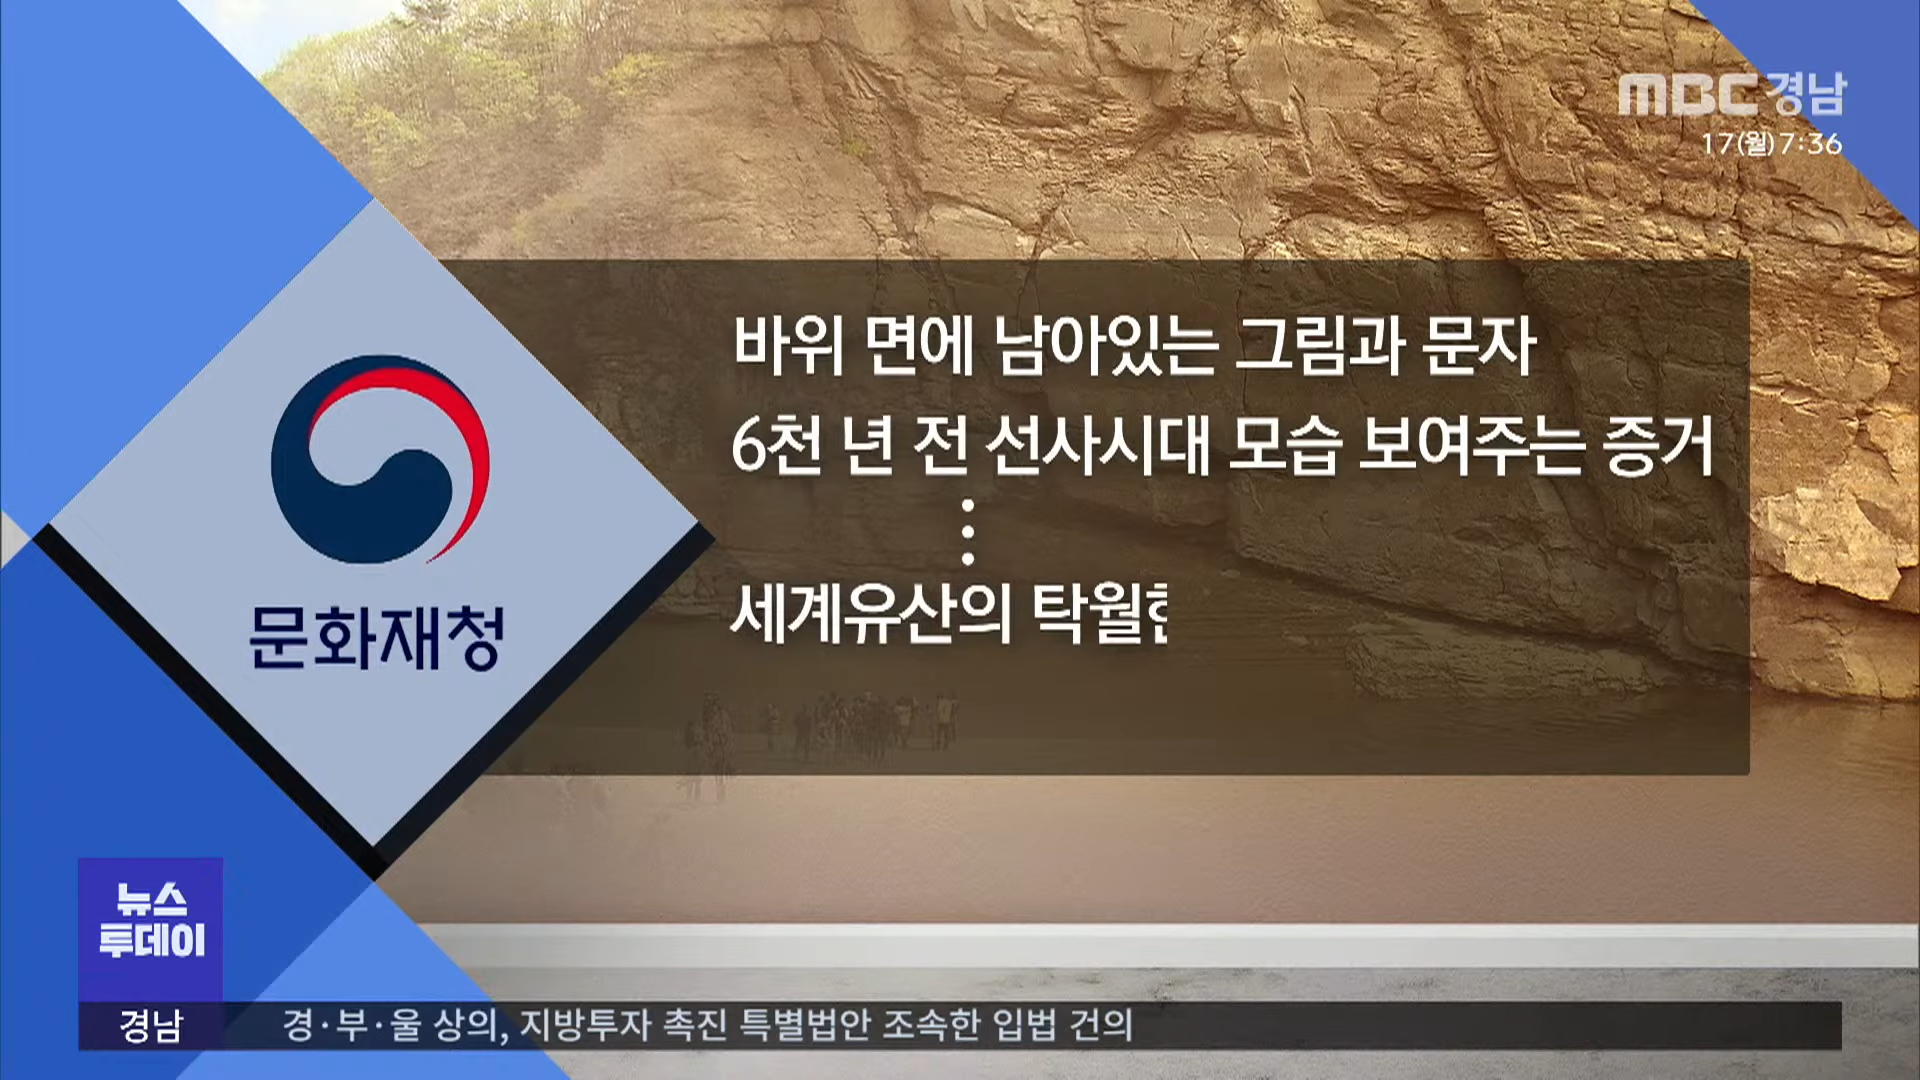 MBC경남
17(월) 7:36
바위 면에 남아있는 그림과 문자
6천 년 전 선사시대 모습 보여주는 증거
⋮
세계유산의 탁월
문화재청
뉴스
투데이
경남
경·부·울 상의, 지방투자 촉진 특별법안 조속한 입법 건의